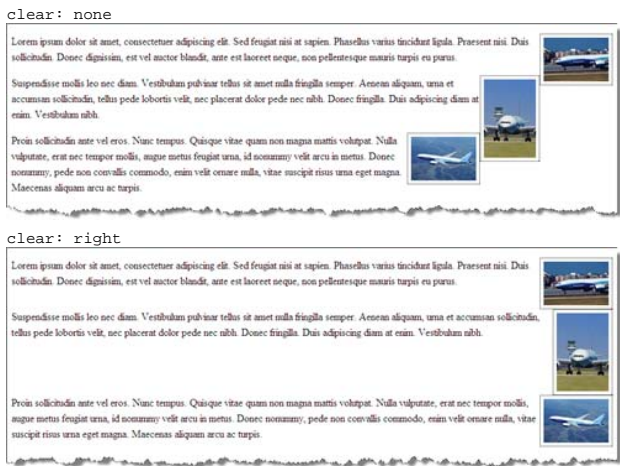 clear: none
Lorem ipsum dolor sit amet, consectetuer adipiscing elit. Sed feugiat nisi at sapien. Phasellus varius tincidunt ligula. Praesent nisi. Duis
sollicitudin. Donec dignissim, est vel auctor blandit, ante est laoreet neque, non pellentesque mauris turpis eu purus.
Suspendisse mollis leo nec diam. Vestibulum pulvinar tellus sit amet nulla fringilla semper. Aenean aliquam, urna et
accumsan sollicitudin, tellus pede lobortis velit, nec placerat dolor pede nec nibh. Donec fringilla. Duis adipiscing diam at
enim. Vestibulum nibh.
Proin sollicitudin ante vel eros. Nunc tempus. Quisque vitae quam non magna mattis volutpat. Nulla
vulputate, erat nec tempor mollis, augue metus feugiat urna, id nonummy velit arcu in metus. Donec
nonummy, pede non convallis commodo, enim velit ornare nulla, vitae suscipit risus urna eget magna.
Maecenas aliquam arcu ac turpis.
clear: right
Lorem ipsum dolor sit amet, consectetuer adipiscing elit. Sed feugiat nisi at sapien. Phasellus varius tincidunt ligula. Praesent nisi. Duis
sollicitudin. Donec dignissim, est vel auctor blandit, ante est laoreet neque, non pellentesque mauris turpis eu purus.
Suspendisse mollis leo nec diam. Vestibulum pulvinar tellus sit amet nulla fringilla semper. Aenean aliquam, urna et accumsan sollicitudin,
tellus pede lobortis velit, nec placerat dolor pede nec nibh. Donec fringilla. Duis adipiscing diam at enim. Vestibulum nibh.
Proin sollicitudin ante vel eros. Nunc tempus. Quisque vitae quam non magna mattis volutpat. Nulla vulputate, erat nec tempor mollis,
augue metus feugiat urna, id nonummy velit arcu in metus. Donec nonummy, pede non convallis commodo, enim velit ornare nulla, vitae
suscipit risus urna eget magna. Maecenas aliquam arcu ac turpis.